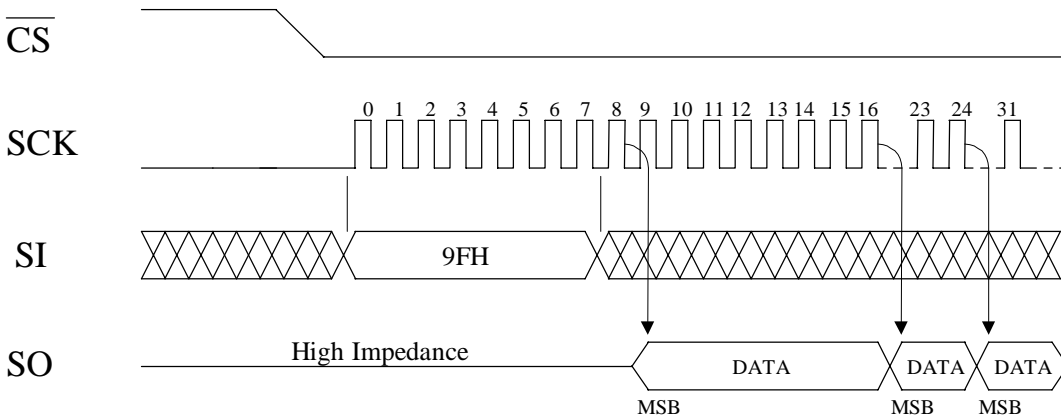 CS
SCK
0 1 2 3 4 5 6 7 8 9 10 11 12 13 14 15 16 23 24 31
SI
9FH
SO
High Impedance
DATA DATA DATA
MSB MSB MSB